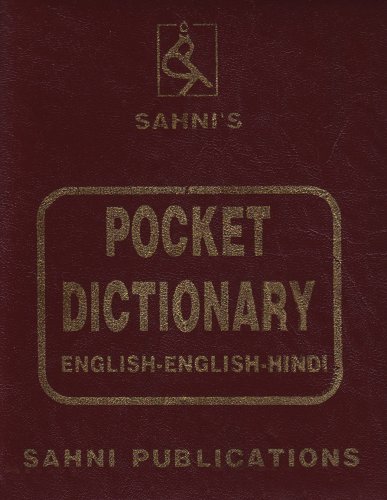 SAHNI'S
POCKET
DICTIONARY
ENGLISH-ENGLISH-HINDI
SAHNI PUBLICATIONS